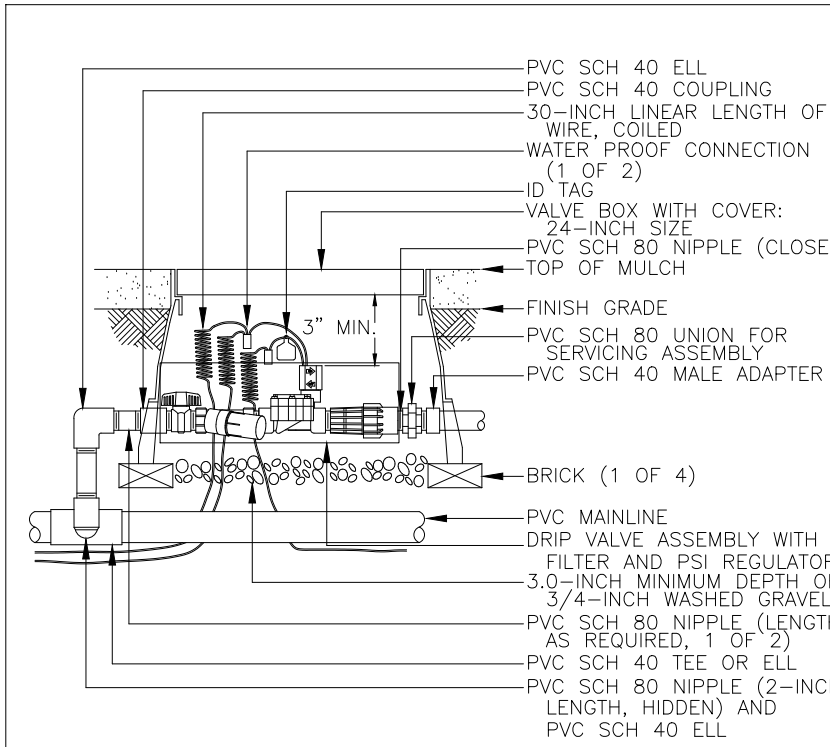 PVC SCH 40 ELL
PVC SCH 40 COUPLING
30-INCH LINEAR LENGTH OF
WIRE, COILED
WATER PROOF CONNECTION
(1 OF 2)
ID TAG
VALVE BOX WITH COVER:
24-INCH SIZE
PVC SCH 80 NIPPLE (CLOSE
TOP OF MULCH
FINISH GRADE
3" MIN.
PVC SCH 80 UNION FOR
SERVICING ASSEMBLY
PVC SCH 40 MALE ADAPTER
BRICK (1 OF 4)
PVC MAINLINE
DRIP VALVE ASSEMBLY WITH
FILTER AND PSI REGULATOR
3.0-INCH MINIMUM DEPTH OF
3/4-INCH WASHED GRAVEL
PVC SCH 80 NIPPLE (LENGTH
AS REQUIRED, 1 OF 2)
PVC SCH 40 TEE OR ELL
PVC SCH 80 NIPPLE (2-INCH
LENGTH, HIDDEN) AND
PVC SCH 40 ELL